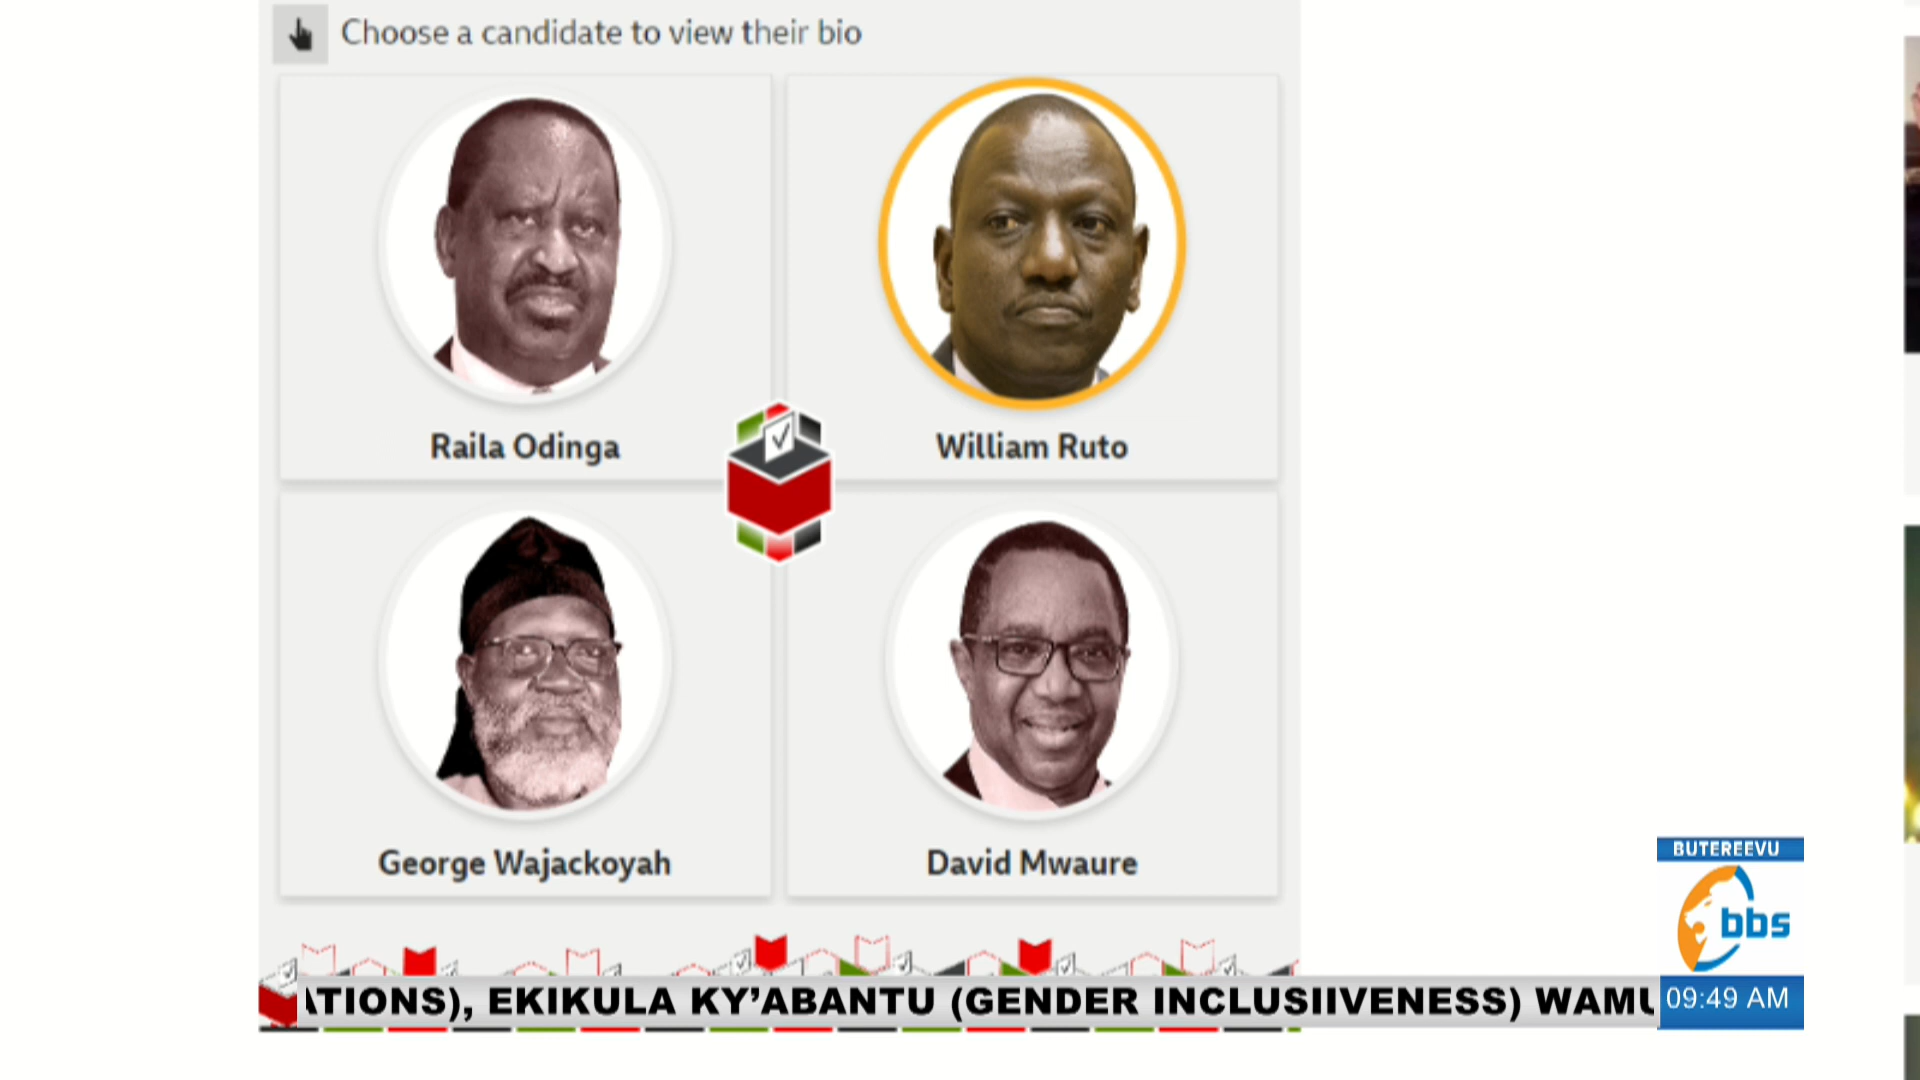 Choose a candidate to view their bio
Raila Odinga
William Ruto
George Wajackoyah
David Mwaure
BUTEREEVU
bbs
ATIONS), EKIKULA KY’ABANTU (GENDER INCLUSIIVENESS) WAMU
09:49 AM